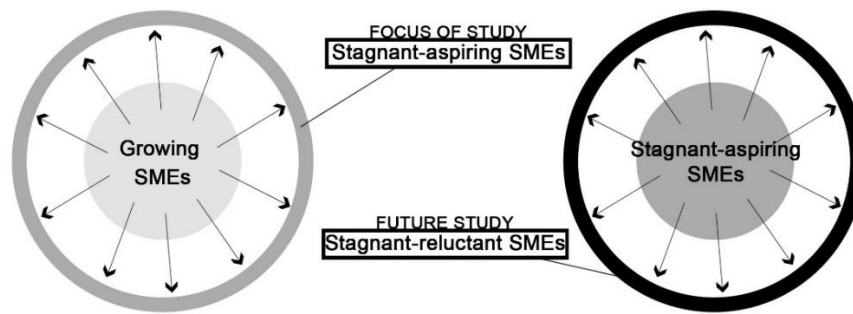 FOCUS OF STUDY
Stagnant-aspiring SMEs
Growing
SMEs
Stagnant-aspiring
SMEs
FUTURE STUDY
Stagnant-reluctant SMEs